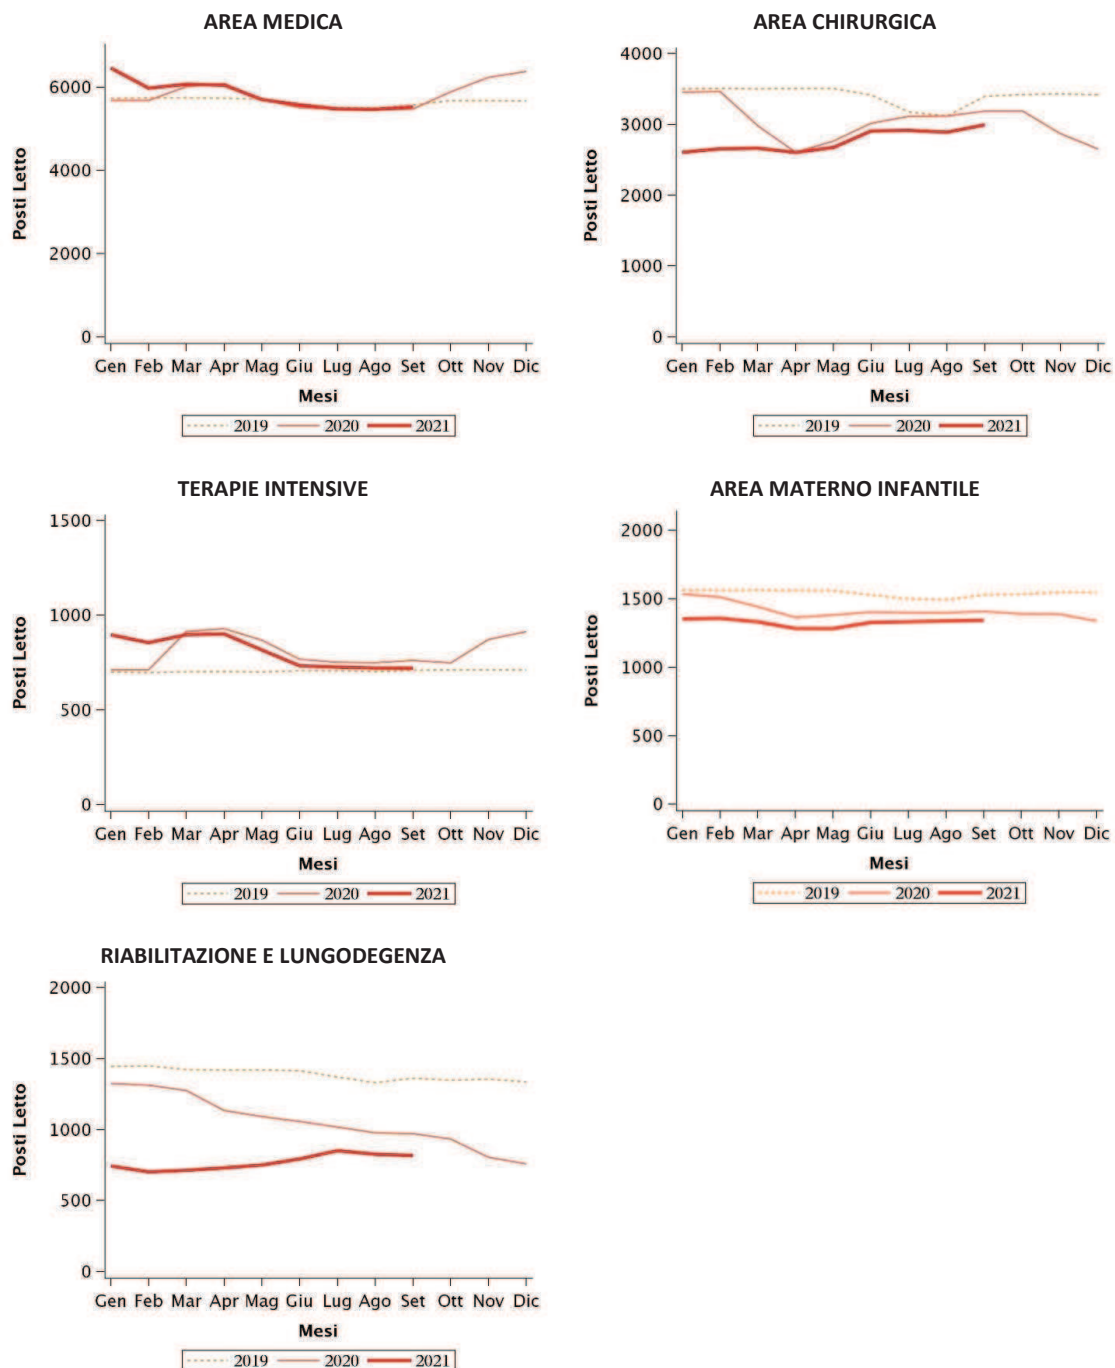 AREA MEDICA
Posti Letto
6000
4000
2000
0
Gen Feb Mar Apr Mag Giu Lug Ago Set Ott Nov Dic
Mesi
2019 2020 2021
AREA CHIRURGICA
Posti Letto
4000
3000
2000
1000
0
Gen Feb Mar Apr Mag Giu Lug Ago Set Ott Nov Dic
Mesi
2019 2020 2021
TERAPIE INTENSIVE
Posti Letto
1500
1000
500
0
Gen Feb Mar Apr Mag Giu Lug Ago Set Ott Nov Dic
Mesi
2019 2020 2021
AREA MATERNO INFANTILE
Posti Letto
2000
1500
1000
500
0
Gen Feb Mar Apr Mag Giu Lug Ago Set Ott Nov Dic
Mesi
2019 2020 2021
RIABILITAZIONE E LUNGODEGENZA
Posti Letto
2000
1500
1000
500
0
Gen Feb Mar Apr Mag Giu Lug Ago Set Ott Nov Dic
Mesi
2019 2020 2021